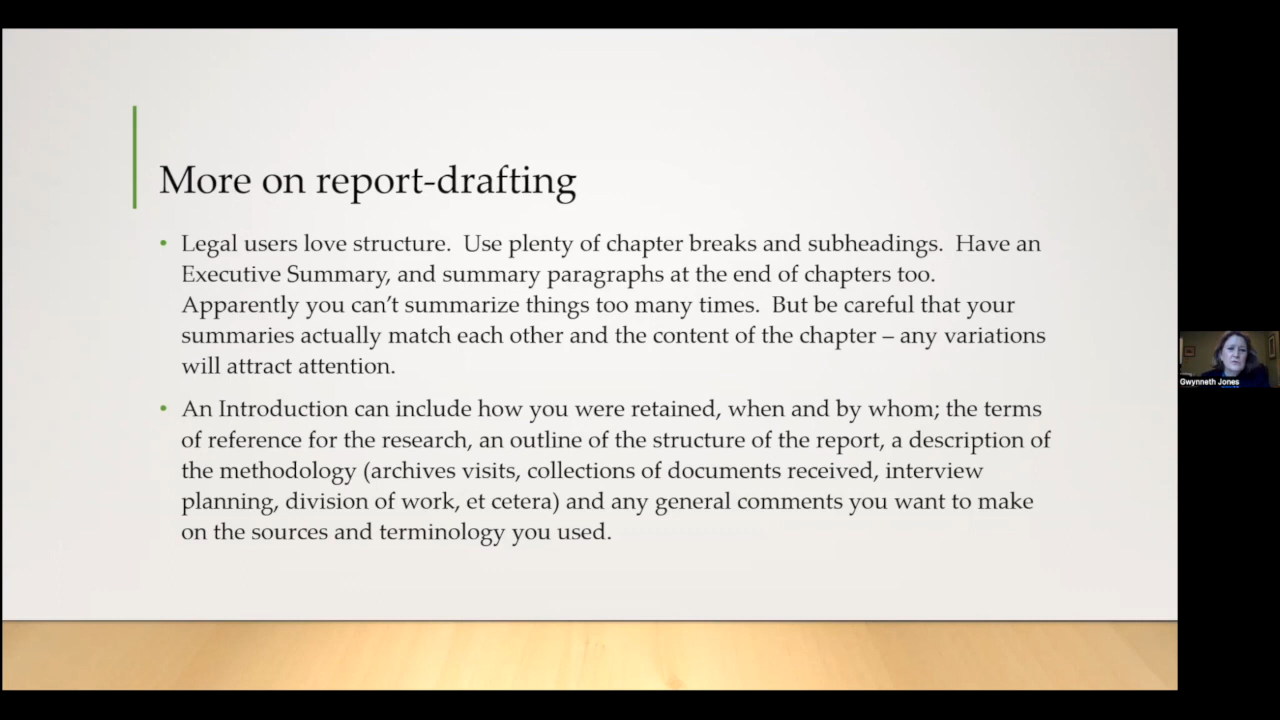 More on report-drafting
• Legal users love structure.  Use plenty of chapter breaks and subheadings.  Have an
Executive Summary, and summary paragraphs at the end of chapters too.
Apparently you can’t summarize things too many times.  But be careful that your
summaries actually match each other and the content of the chapter – any variations
will attract attention.
• An Introduction can include how you were retained, when and by whom; the terms
of reference for the research, an outline of the structure of the report, a description of
the methodology (archives visits, collections of documents received, interview
planning, division of work, et cetera) and any general comments you want to make
on the sources and terminology you used.
Gwynneth Jones